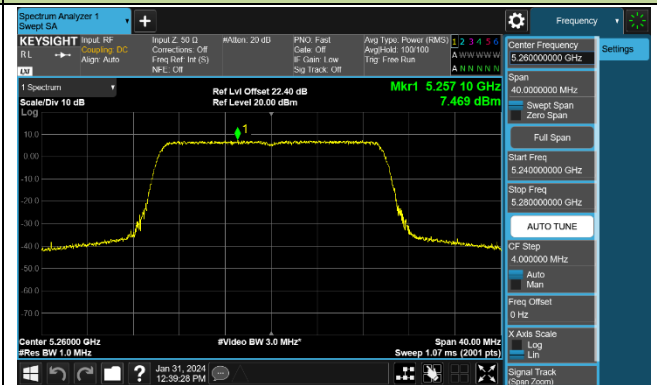 Spectrum Analyzer 1
Swept SA
+
Frequency
KEYSIGHT
RL
LXI
Input: RF
Coupling: DC
Align: Auto
Input Z: 50 Ω
Corrections: Off
Freq Ref: Int (S)
NFE: Off
#Atten: 20 dB
PNO: Fast
Gate: Off
IF Gain: Low
Sig Track: Off
Avg Type: Power (RMS)
Avg|Hold: 100/100
Trig: Free Run
1 2 3 4 5 6
A W W W W W
A N N N N N
1 Spectrum
Scale/Div 10 dB
Log
Ref Lvl Offset 22.40 dB
Ref Level 20.00 dBm
Mkr1 5.257 10 GHz
7.469 dBm
1
10.0
0.00
-10.0
-20.0
-30.0
-40.0
-50.0
-60.0
-70.0
Center 5.26000 GHz
#Res BW 1.0 MHz
#Video BW 3.0 MHz*
Span 40.00 MHz
Sweep 1.07 ms (2001 pts)
?
Jan 31, 2024
12:39:28 PM
Center Frequency
5.260000000 GHz
Settings
Span
40.0000000 MHz
Swept Span
Zero Span
Full Span
Start Freq
5.240000000 GHz
Stop Freq
5.280000000 GHz
AUTO TUNE
CF Step
4.000000 MHz
Auto
Man
Freq Offset
0 Hz
X Axis Scale
Log
Lin
Signal Track
(Span Zoom)